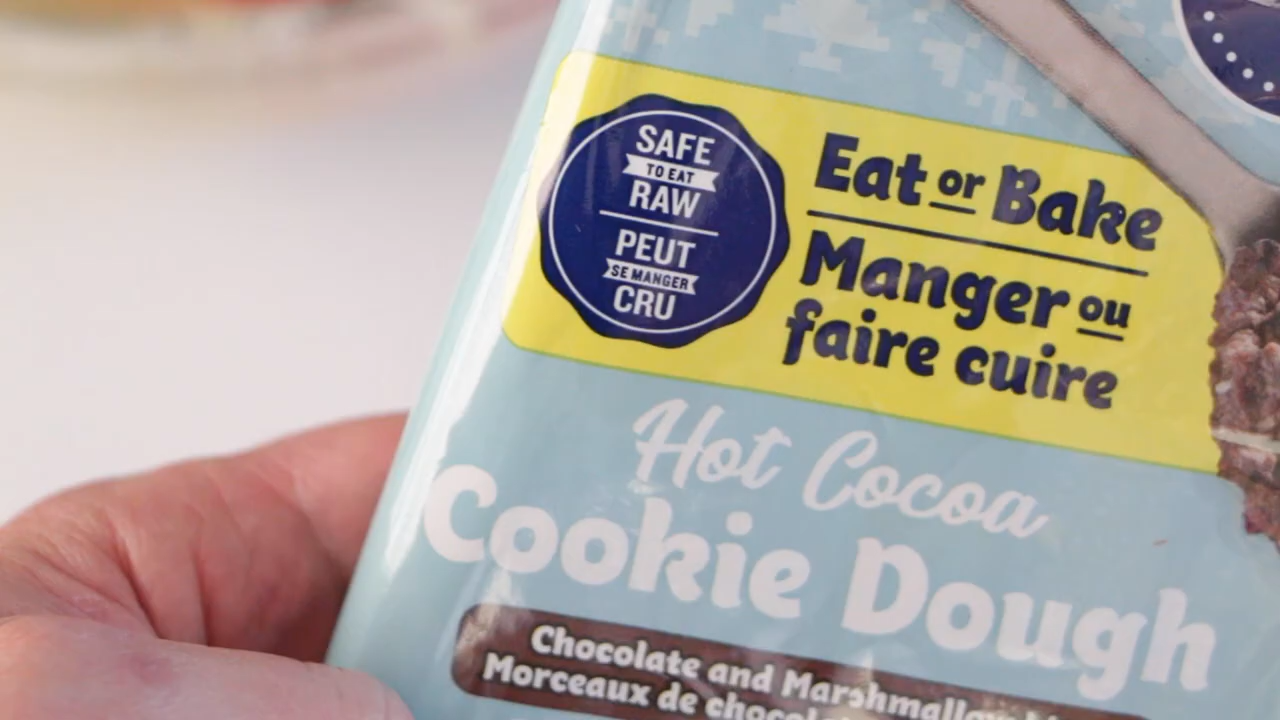 SAFE
TO EAT
RAW
PEUT
SE MANGER
CRU
Eat or Bake
Manger ou
faire cuire
Hot Cocoa
Cookie Dough
Chocolate and Marshmallow
Morceaux de chocolat